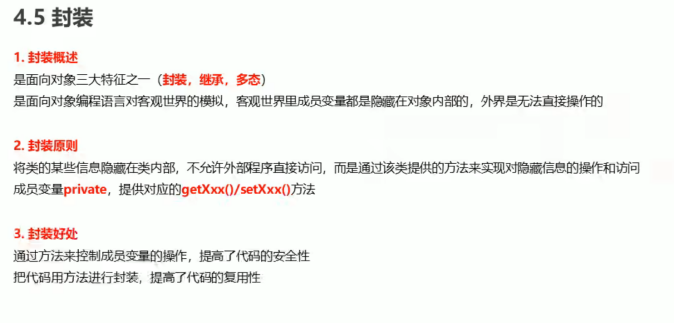 4.5 封装
1. 封装概述
是面向对象三大特征之一（封装，继承，多态）
是面向对象编程语言对客观世界的模拟，客观世界里成员变量都是隐藏在对象内部的，外界是无法直接操作的
2. 封装原则
将类的某些信息隐藏在类内部，不允许外部程序直接访问，而是通过该类提供的方法来实现对隐藏信息的操作和访问
成员变量private，提供对应的getXxx()/setXxx()方法
3. 封装好处
通过方法来控制成员变量的操作，提高了代码的安全性
把代码用方法进行封装，提高了代码的复用性